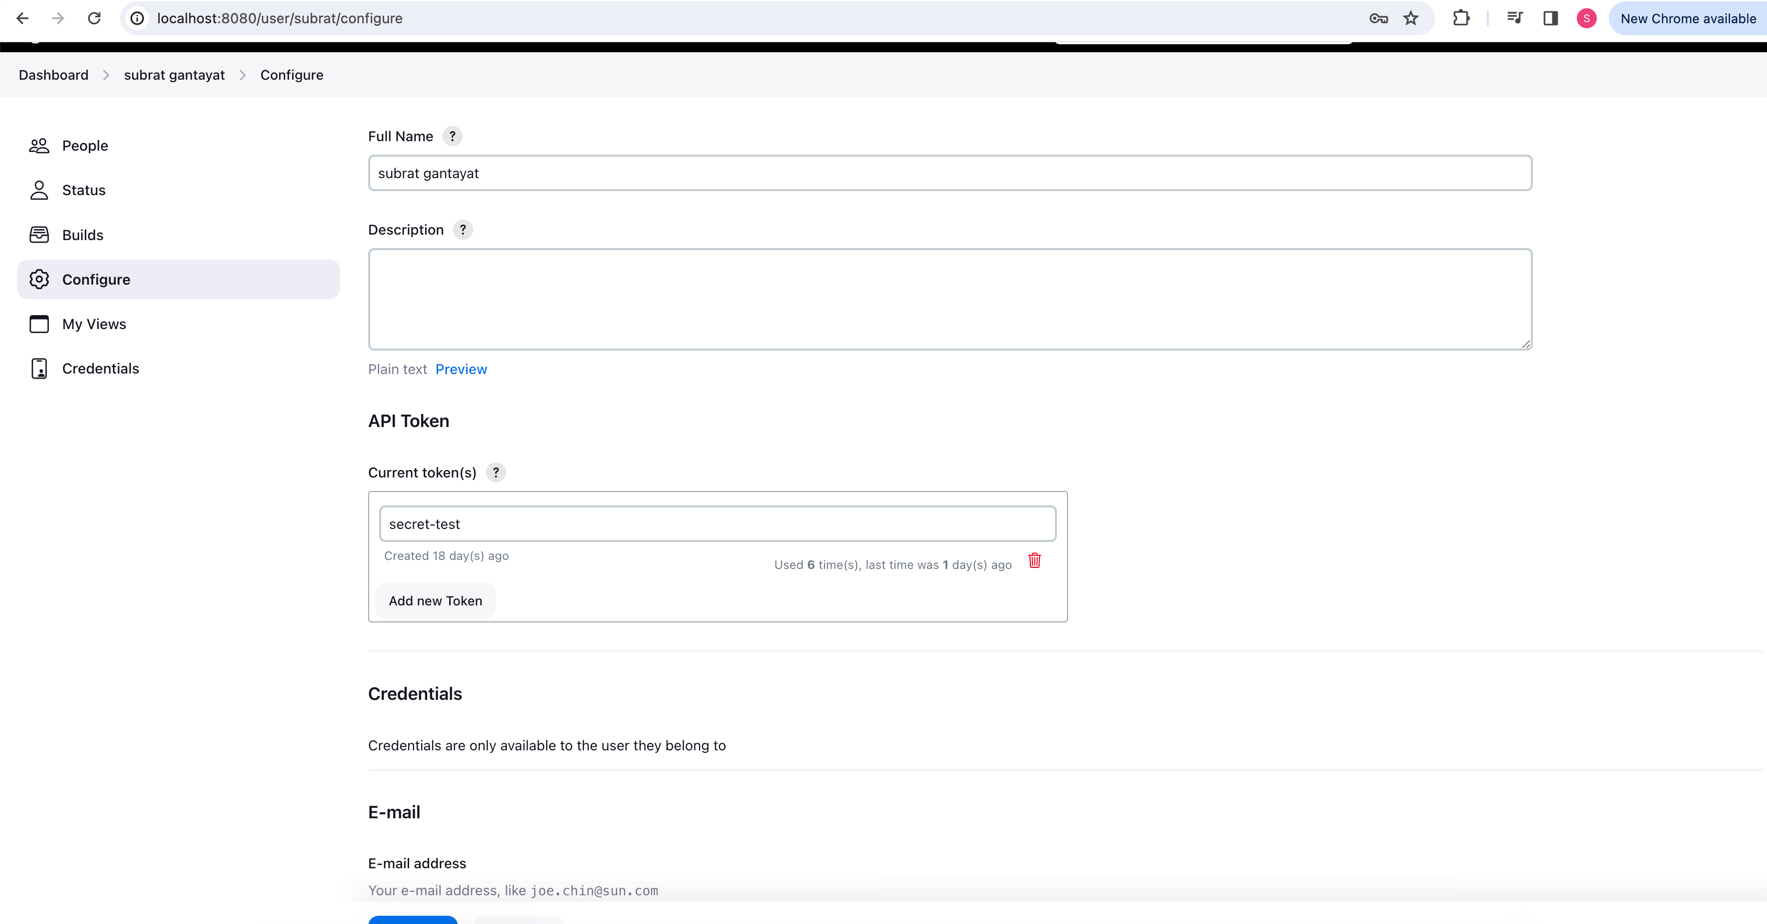 localhost:8080/user/subrat/configure
S
New Chrome available
Dashboard > subrat gantayat > Configure
People
Status
Builds
Configure
My Views
Credentials
Full Name ?
subrat gantayat
Description ?
Plain text Preview
API Token
Current token(s) ?
secret-test
Created 18 day(s) ago
Used 6 time(s), last time was 1 day(s) ago
Add new Token
Credentials
Credentials are only available to the user they belong to
E-mail
E-mail address
Your e-mail address, like joe.chin@sun.com